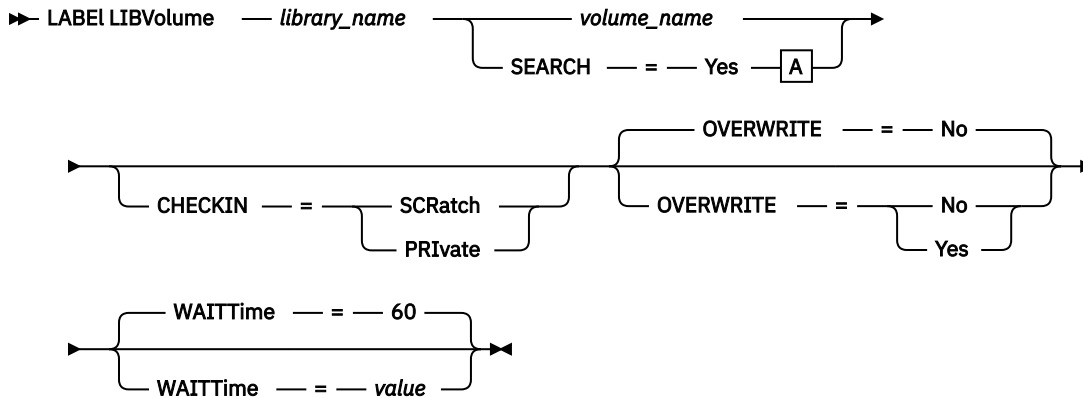 LABEl LIBVolume library_name volume_name
SEARCH = Yes A
OVERWRITE = No
CHECKIN = SCRatch
PRIvate
OVERWRITE = No
Yes
WAITTime = 60
WAITTime = value